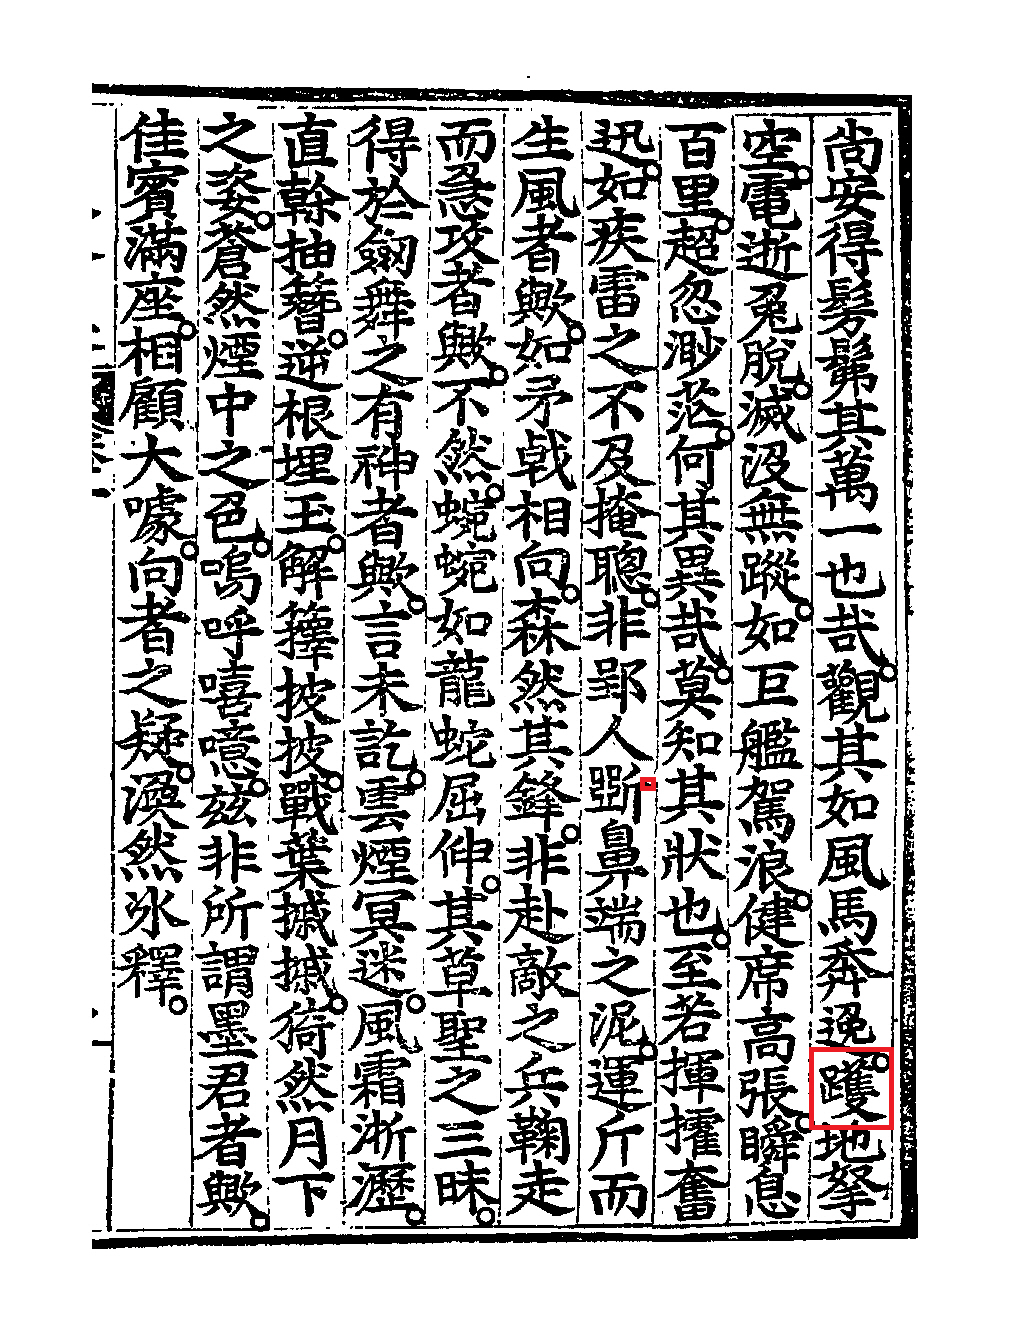 尚安得髣髴其萬一也哉觀其如風馬奔逸躩地拏
空電逝兎脫滅沒無蹤如巨艦駕浪健席高張瞬息
百里超忽渺茫何其異哉莫知其狀也至若揮攉奮
迅如疾雷之不及掩聰非郢人斲鼻端之泥運斤而
生風者歟如矛戟相向森然其鋒非赴敵之兵鞠走
而急攻者歟不然蜿蜿如龍蛇屈伸其草聖之三昧
得於劒舞之有神者歟言未訖雲煙冥迷風霜淅瀝
直幹抽簪逆根埋玉解籜披披戰葉摵摵猗然月下
之姿蒼然煙中之色嗚呼嘻噫茲非所謂墨君者歟
佳賓滿座相顧大噱向者之疑渙然氷釋